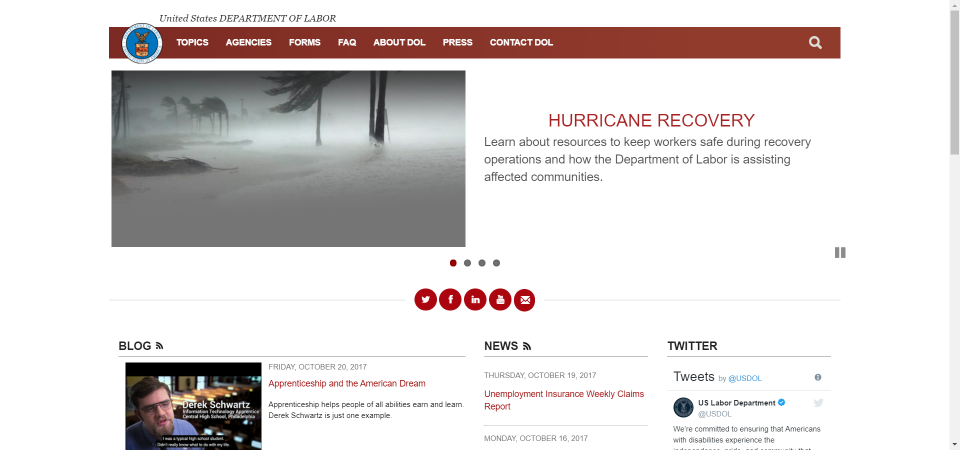 United States DEPARTMENT OF LABOR
TOPICS AGENCIES FORMS FAQ ABOUT DOL PRESS CONTACT DOL
HURRICANE RECOVERY
Learn about resources to keep workers safe during recovery
operations and how the Department of Labor is assisting
affected communities.
BLOG
FRIDAY, OCTOBER 20, 2017
Apprenticeship and the American Dream
Apprenticeship helps people of all abilities earn and learn.
Derek Schwartz is just one example.
Derek Schwartz
Information Technology Apprentice
Central High School, Philadelphia
I was a typical high school student.
Didn't really know what to do with my life.
NEWS
THURSDAY, OCTOBER 19, 2017
Unemployment Insurance Weekly Claims
Report
MONDAY, OCTOBER 16, 2017
TWITTER
Tweets by @USDOL
US Labor Department
@USDOL
We're committed to ensuring that Americans
with disabilities experience the
independence, pride, and community that